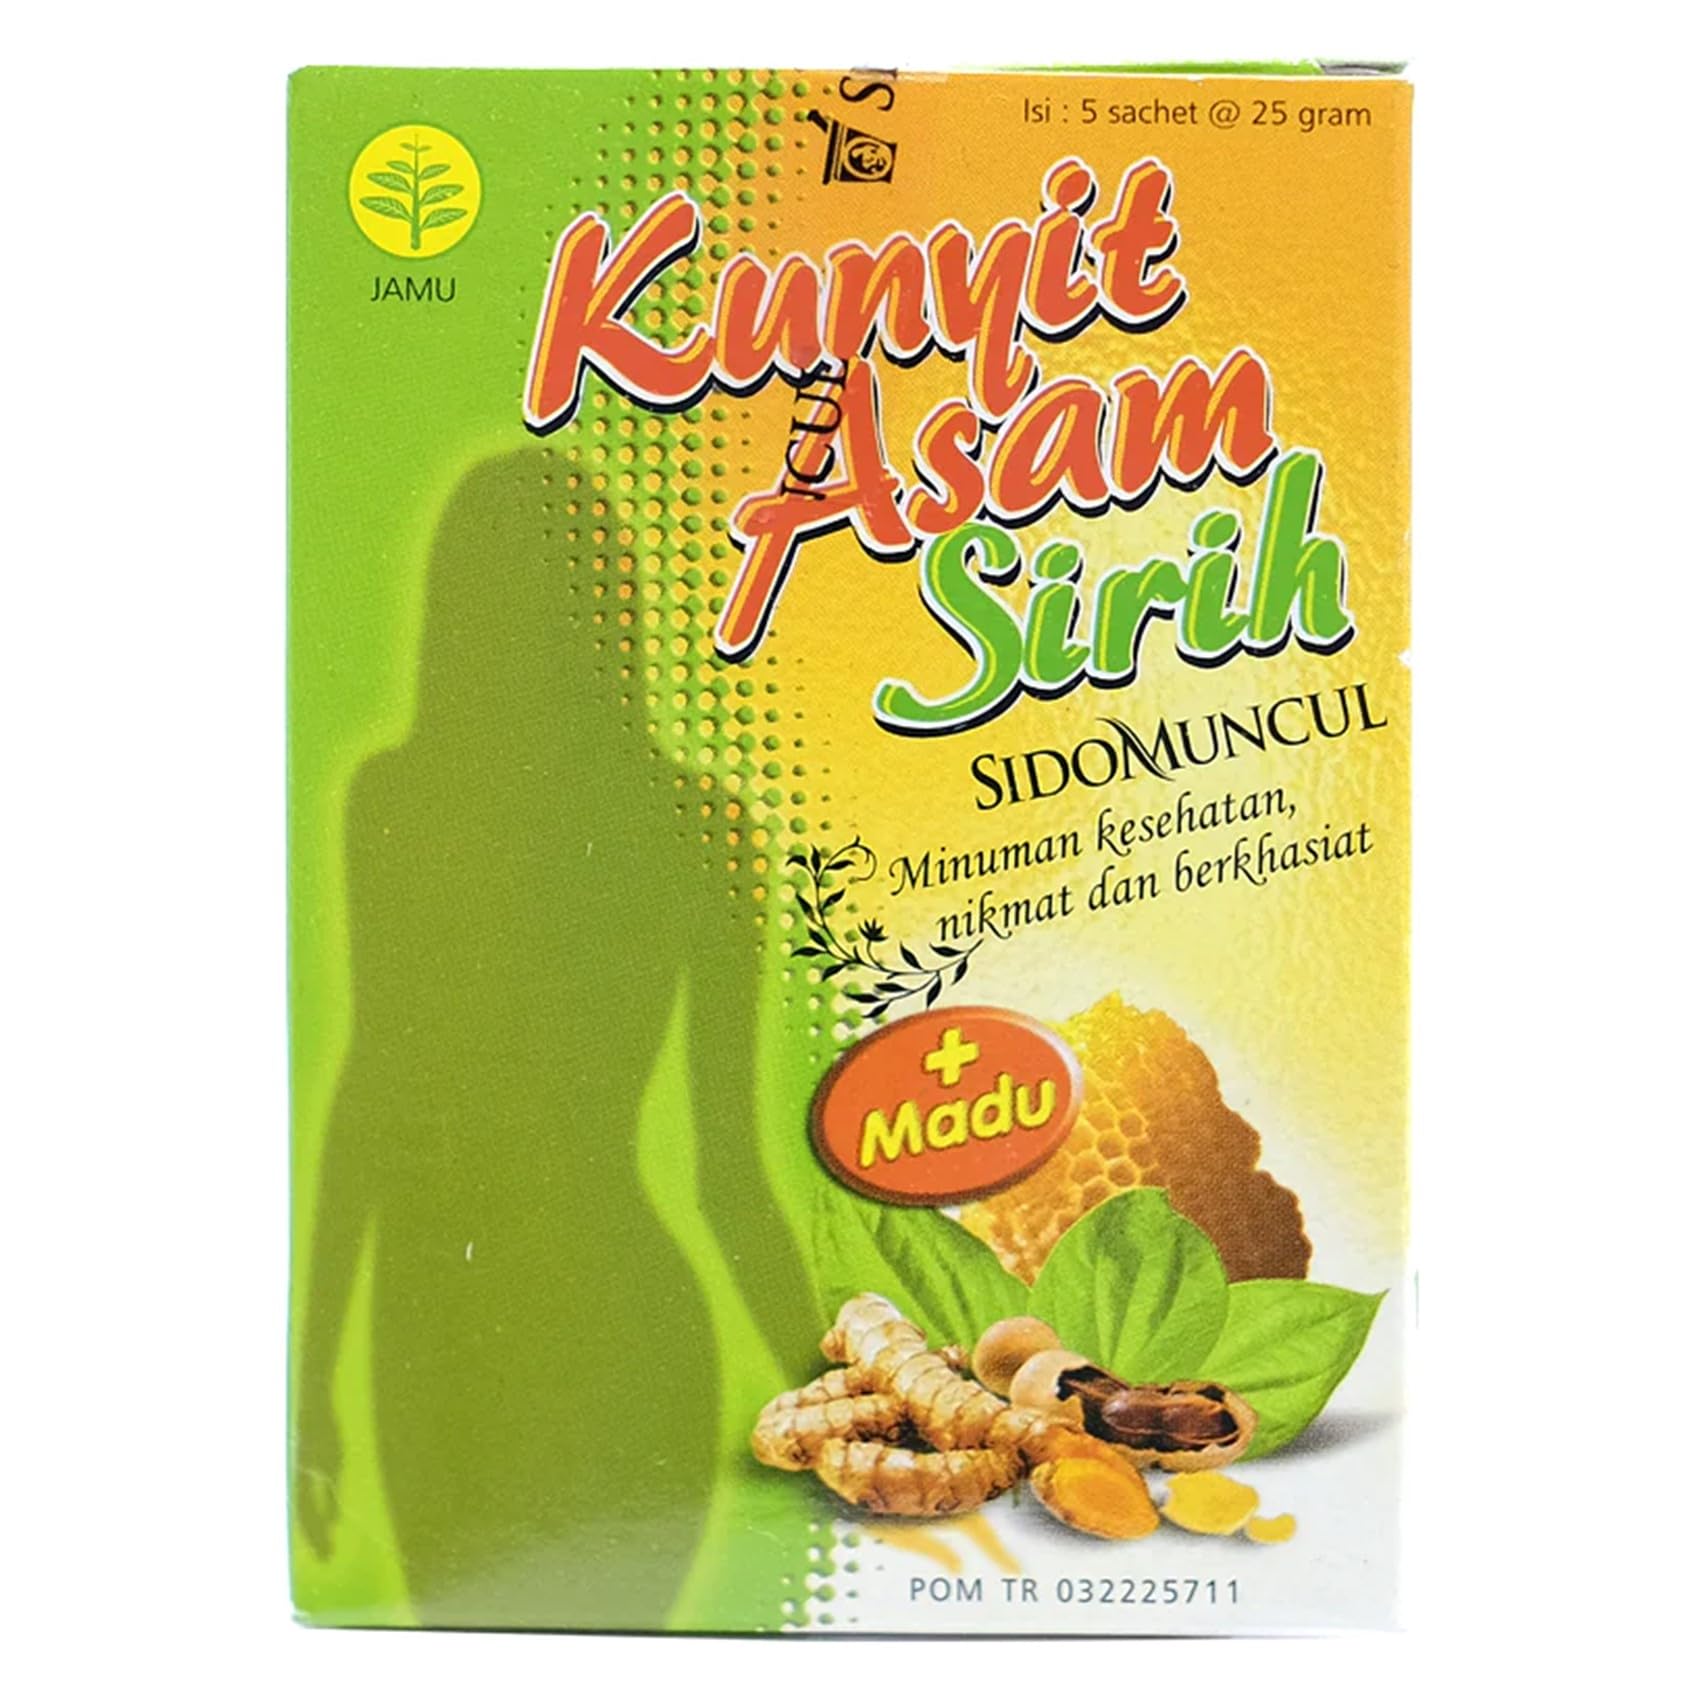 Isi : 5 sachet @ 25 gram
JAMU
Kunyit
Asam
Sirih
SIDOMUNCUL
Minuman kesehatan,
nikmat dan berkhasiat
+
Madu
POM TR 032225711